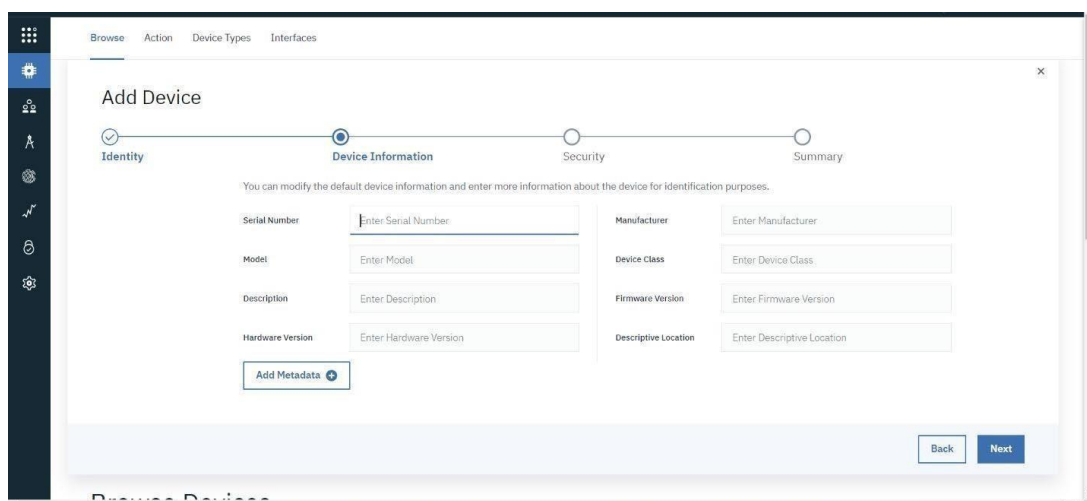 Browse Action Device Types Interfaces
Add Device
Identity Device Information Security Summary
You can modify the default device information and enter more information about the device for identification purposes.
Serial Number Enter Serial Number Manufacturer Enter Manufacturer
Model Enter Model Device Class Enter Device Class
Description Enter Description Firmware Version Enter Firmware Version
Hardware Version Enter Hardware Version Descriptive Location Enter Descriptive Location
Add Metadata
Back Next
Browse Devices